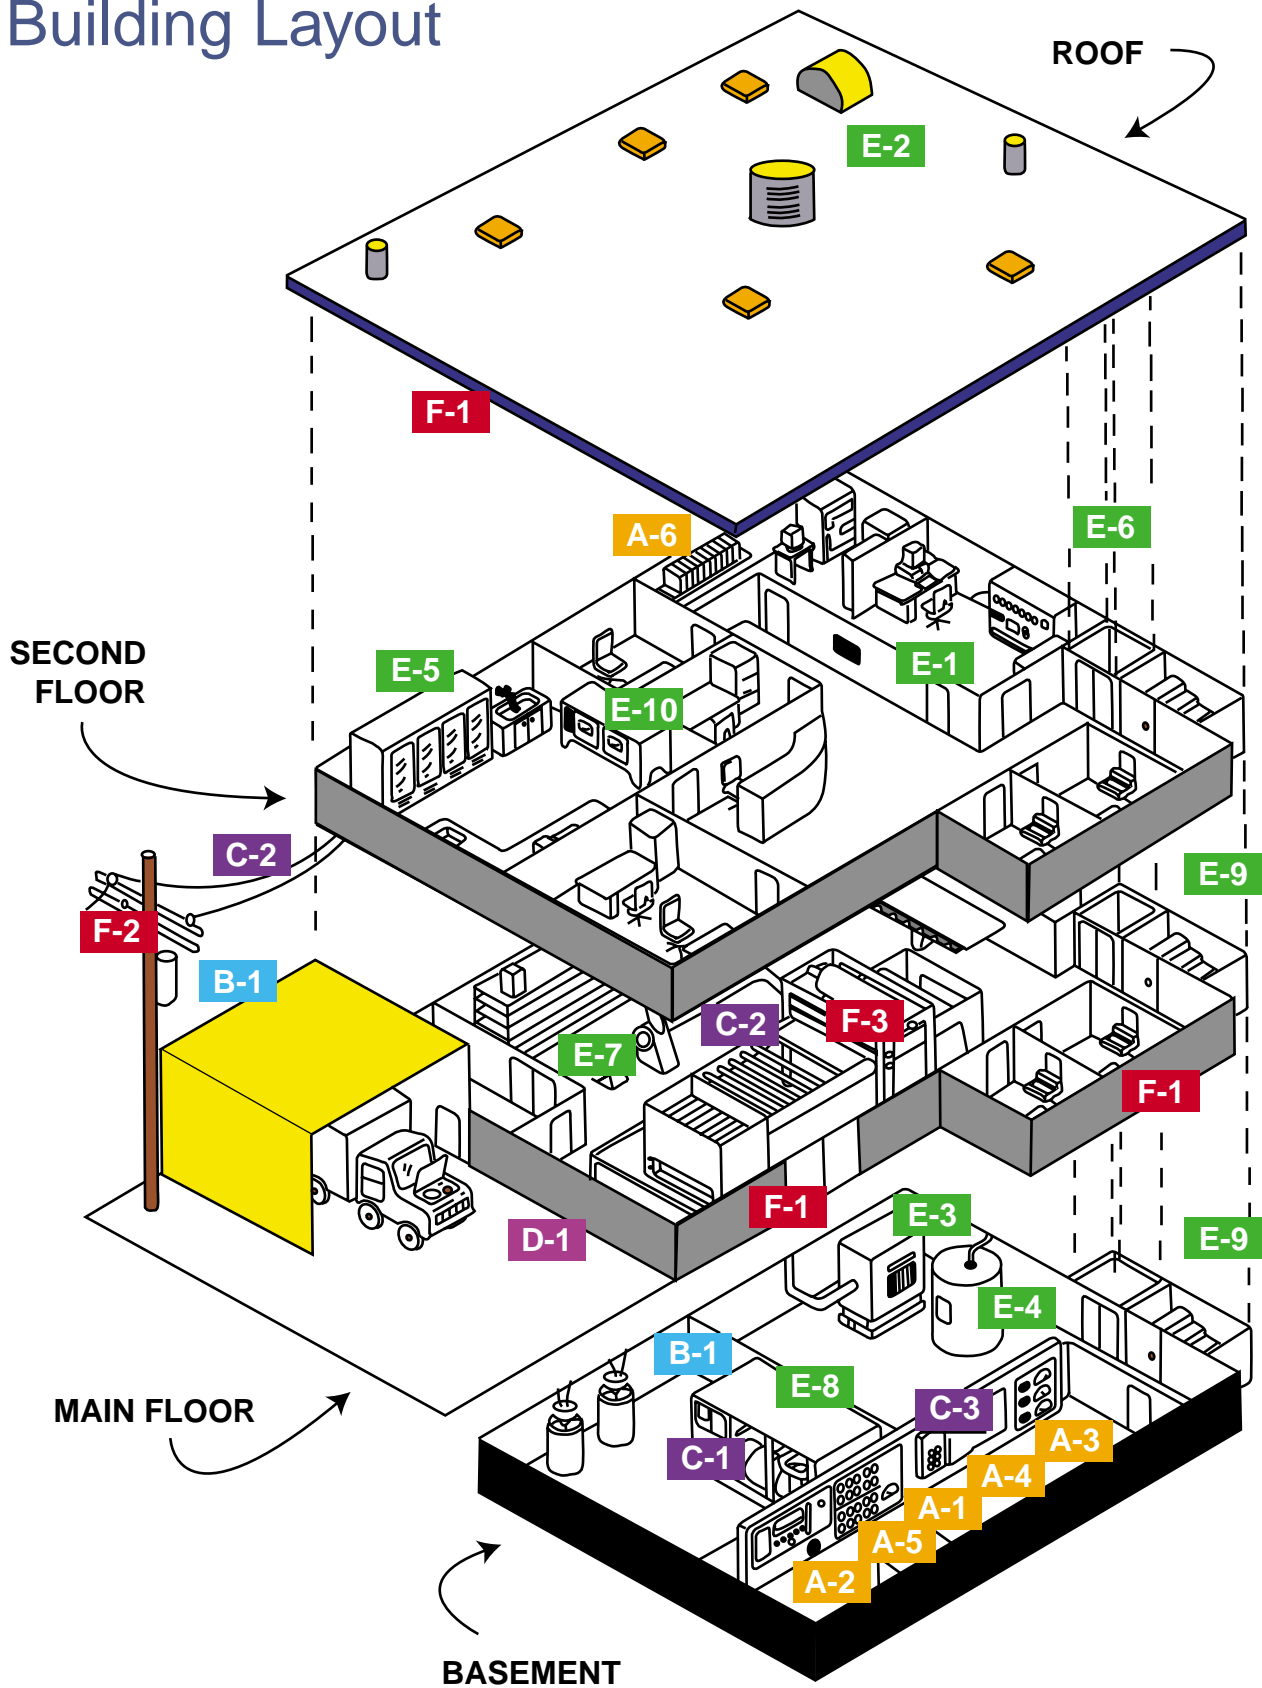 Building Layout
ROOF
E-2
F-1
A-6
E-6
SECOND
FLOOR
E-5
E-1
E-10
C-2
E-9
F-2
B-1
C-2
F-3
E-7
F-1
F-1
D-1
E-3
E-9
E-4
B-1
E-8
MAIN FLOOR
C-3
C-1
A-3
A-4
A-1
A-5
A-2
BASEMENT